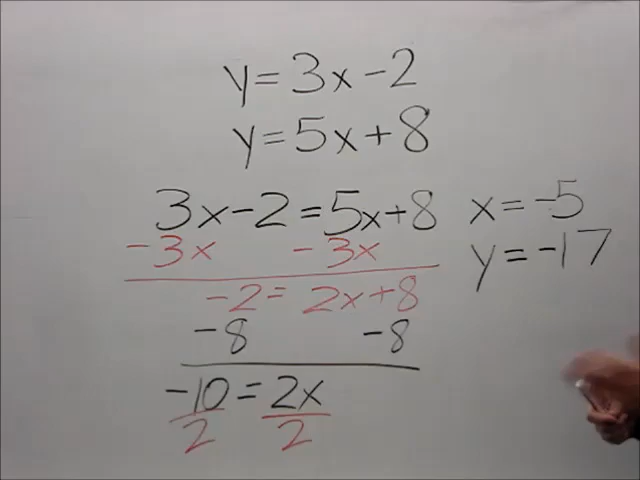 y=3x-2
y=5x+8
3x-2=5x+8
-3x -3x
-2=2x+8
-8 -8
-10=2x
2 2
x=-5
y=-17